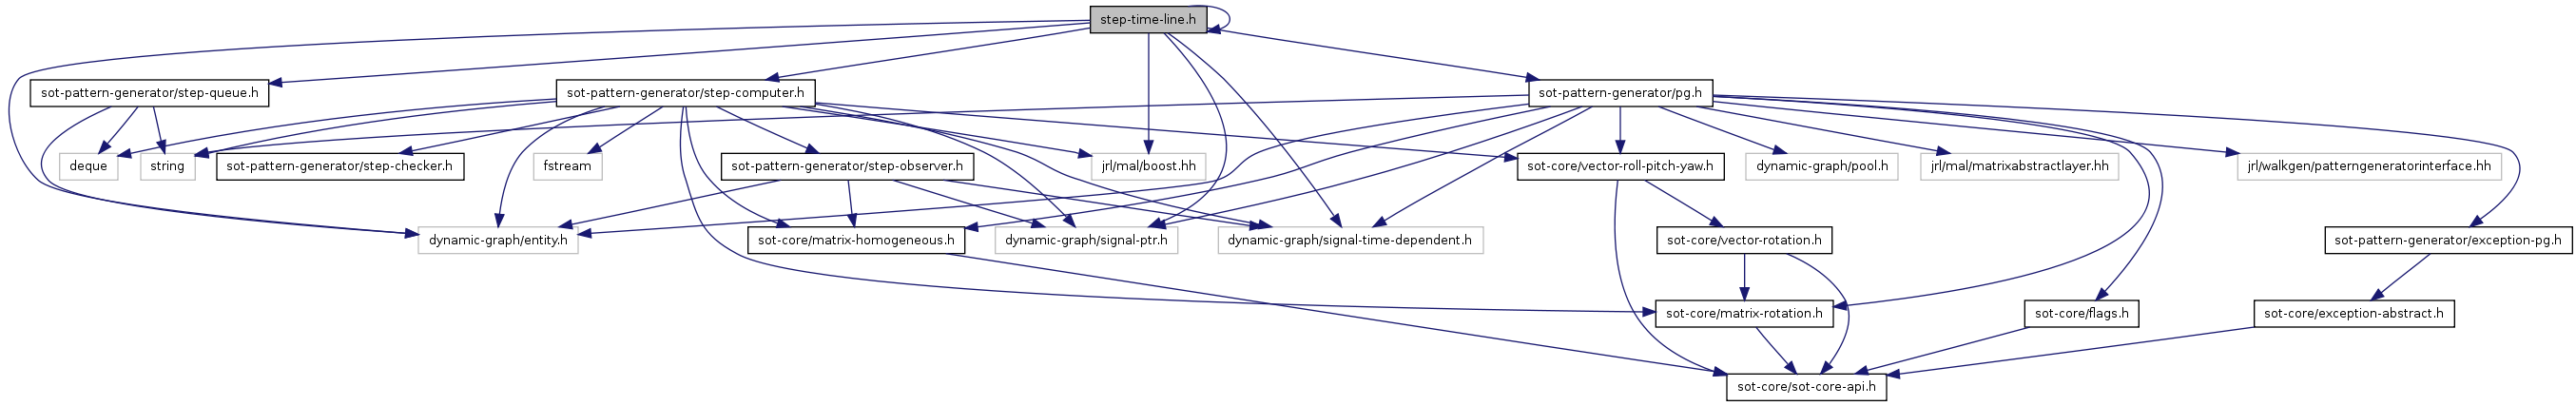 step-time-line.h
sot-pattern-generator/step-queue.h
sot-pattern-generator/step-computer.h
sot-pattern-generator/pg.h
deque
string
sot-pattern-generator/step-checker.h
fstream
sot-pattern-generator/step-observer.h
jrl/mal/boost.hh
sot-core/vector-roll-pitch-yaw.h
dynamic-graph/pool.h
jrl/mal/matrixabstractlayer.hh
jrl/walkgen/patterngeneratorinterface.hh
dynamic-graph/entity.h
sot-core/matrix-homogeneous.h
dynamic-graph/signal-ptr.h
dynamic-graph/signal-time-dependent.h
sot-core/vector-rotation.h
sot-pattern-generator/exception-pg.h
sot-core/matrix-rotation.h
sot-core/flags.h
sot-core/exception-abstract.h
sot-core/sot-core-api.h